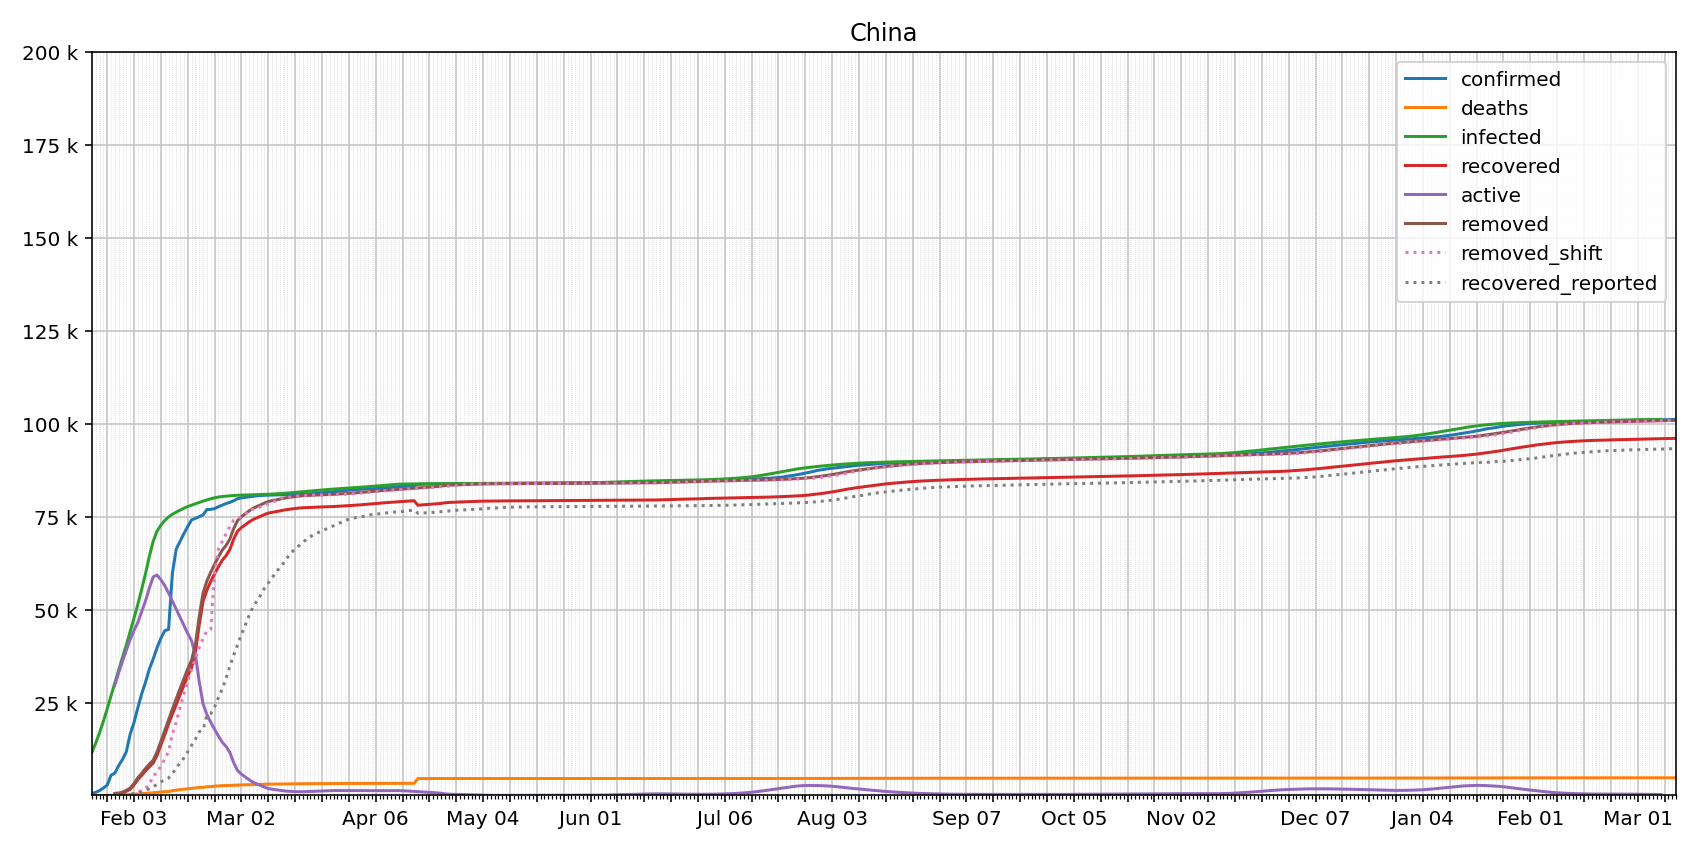 China
200 k
175 k
150 k
125 k
100 k
75 k
50 k
25 k
confirmed
deaths
infected
recovered
active
removed
removed_shift
recovered_reported
Feb 03 Mar 02 Apr 06 May 04 Jun 01 Jul 06 Aug 03 Sep 07 Oct 05 Nov 02 Dec 07 Jan 04 Feb 01 Mar 01